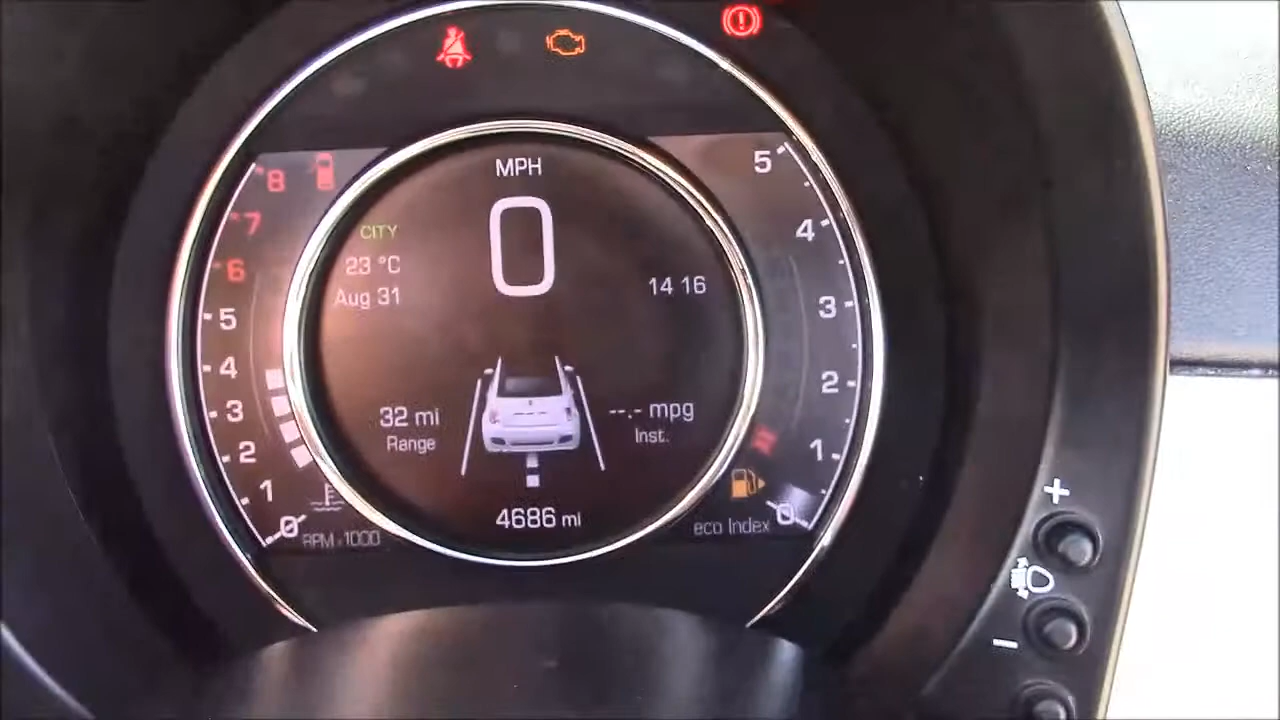 MPH
0
CITY
23 °C
Aug 31
14 16
8
7
6
5
4
3
2
1
0
RPM x1000
5
4
3
2
1
0
eco Index
32 mi
Range
--.- mpg
Inst.
4686 mi
+
-